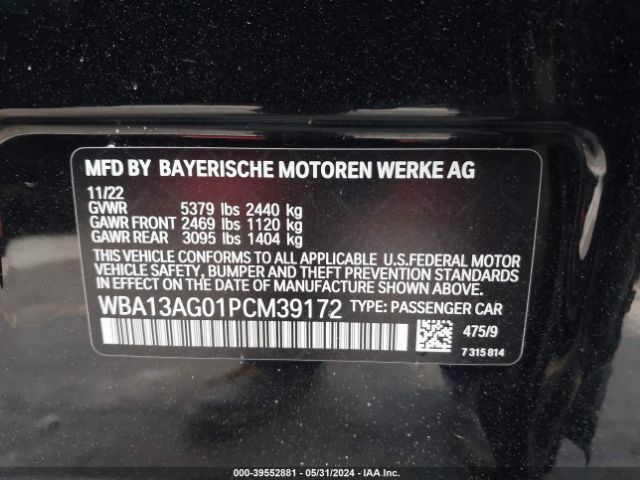 MFD BY BAYERISCHE MOTOREN WERKE AG
11/22
GVWR 5379 lbs 2440 kg
GAWR FRONT 2469 lbs 1120 kg
GAWR REAR 3095 lbs 1404 kg
THIS VEHICLE CONFORMS TO ALL APPLICABLE U.S.FEDERAL MOTOR
VEHICLE SAFETY, BUMPER AND THEFT PREVENTION STANDARDS
IN EFFECT ON THE DATE OF MANUFACTURE SHOWN ABOVE.
WBA13AG01PCM39172 TYPE: PASSENGER CAR
475/9
7 315 814
000-39552881 - 05/31/2024 - IAAI.COM